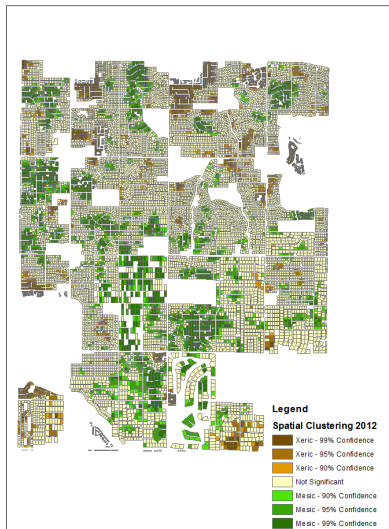 Legend
Spatial Clustering 2012
Xeric - 99% Confidence
Xeric - 95% Confidence
Xeric - 90% Confidence
Not Significant
Mesic - 90% Confidence
Mesic - 95% Confidence
Mesic - 99% Confidence